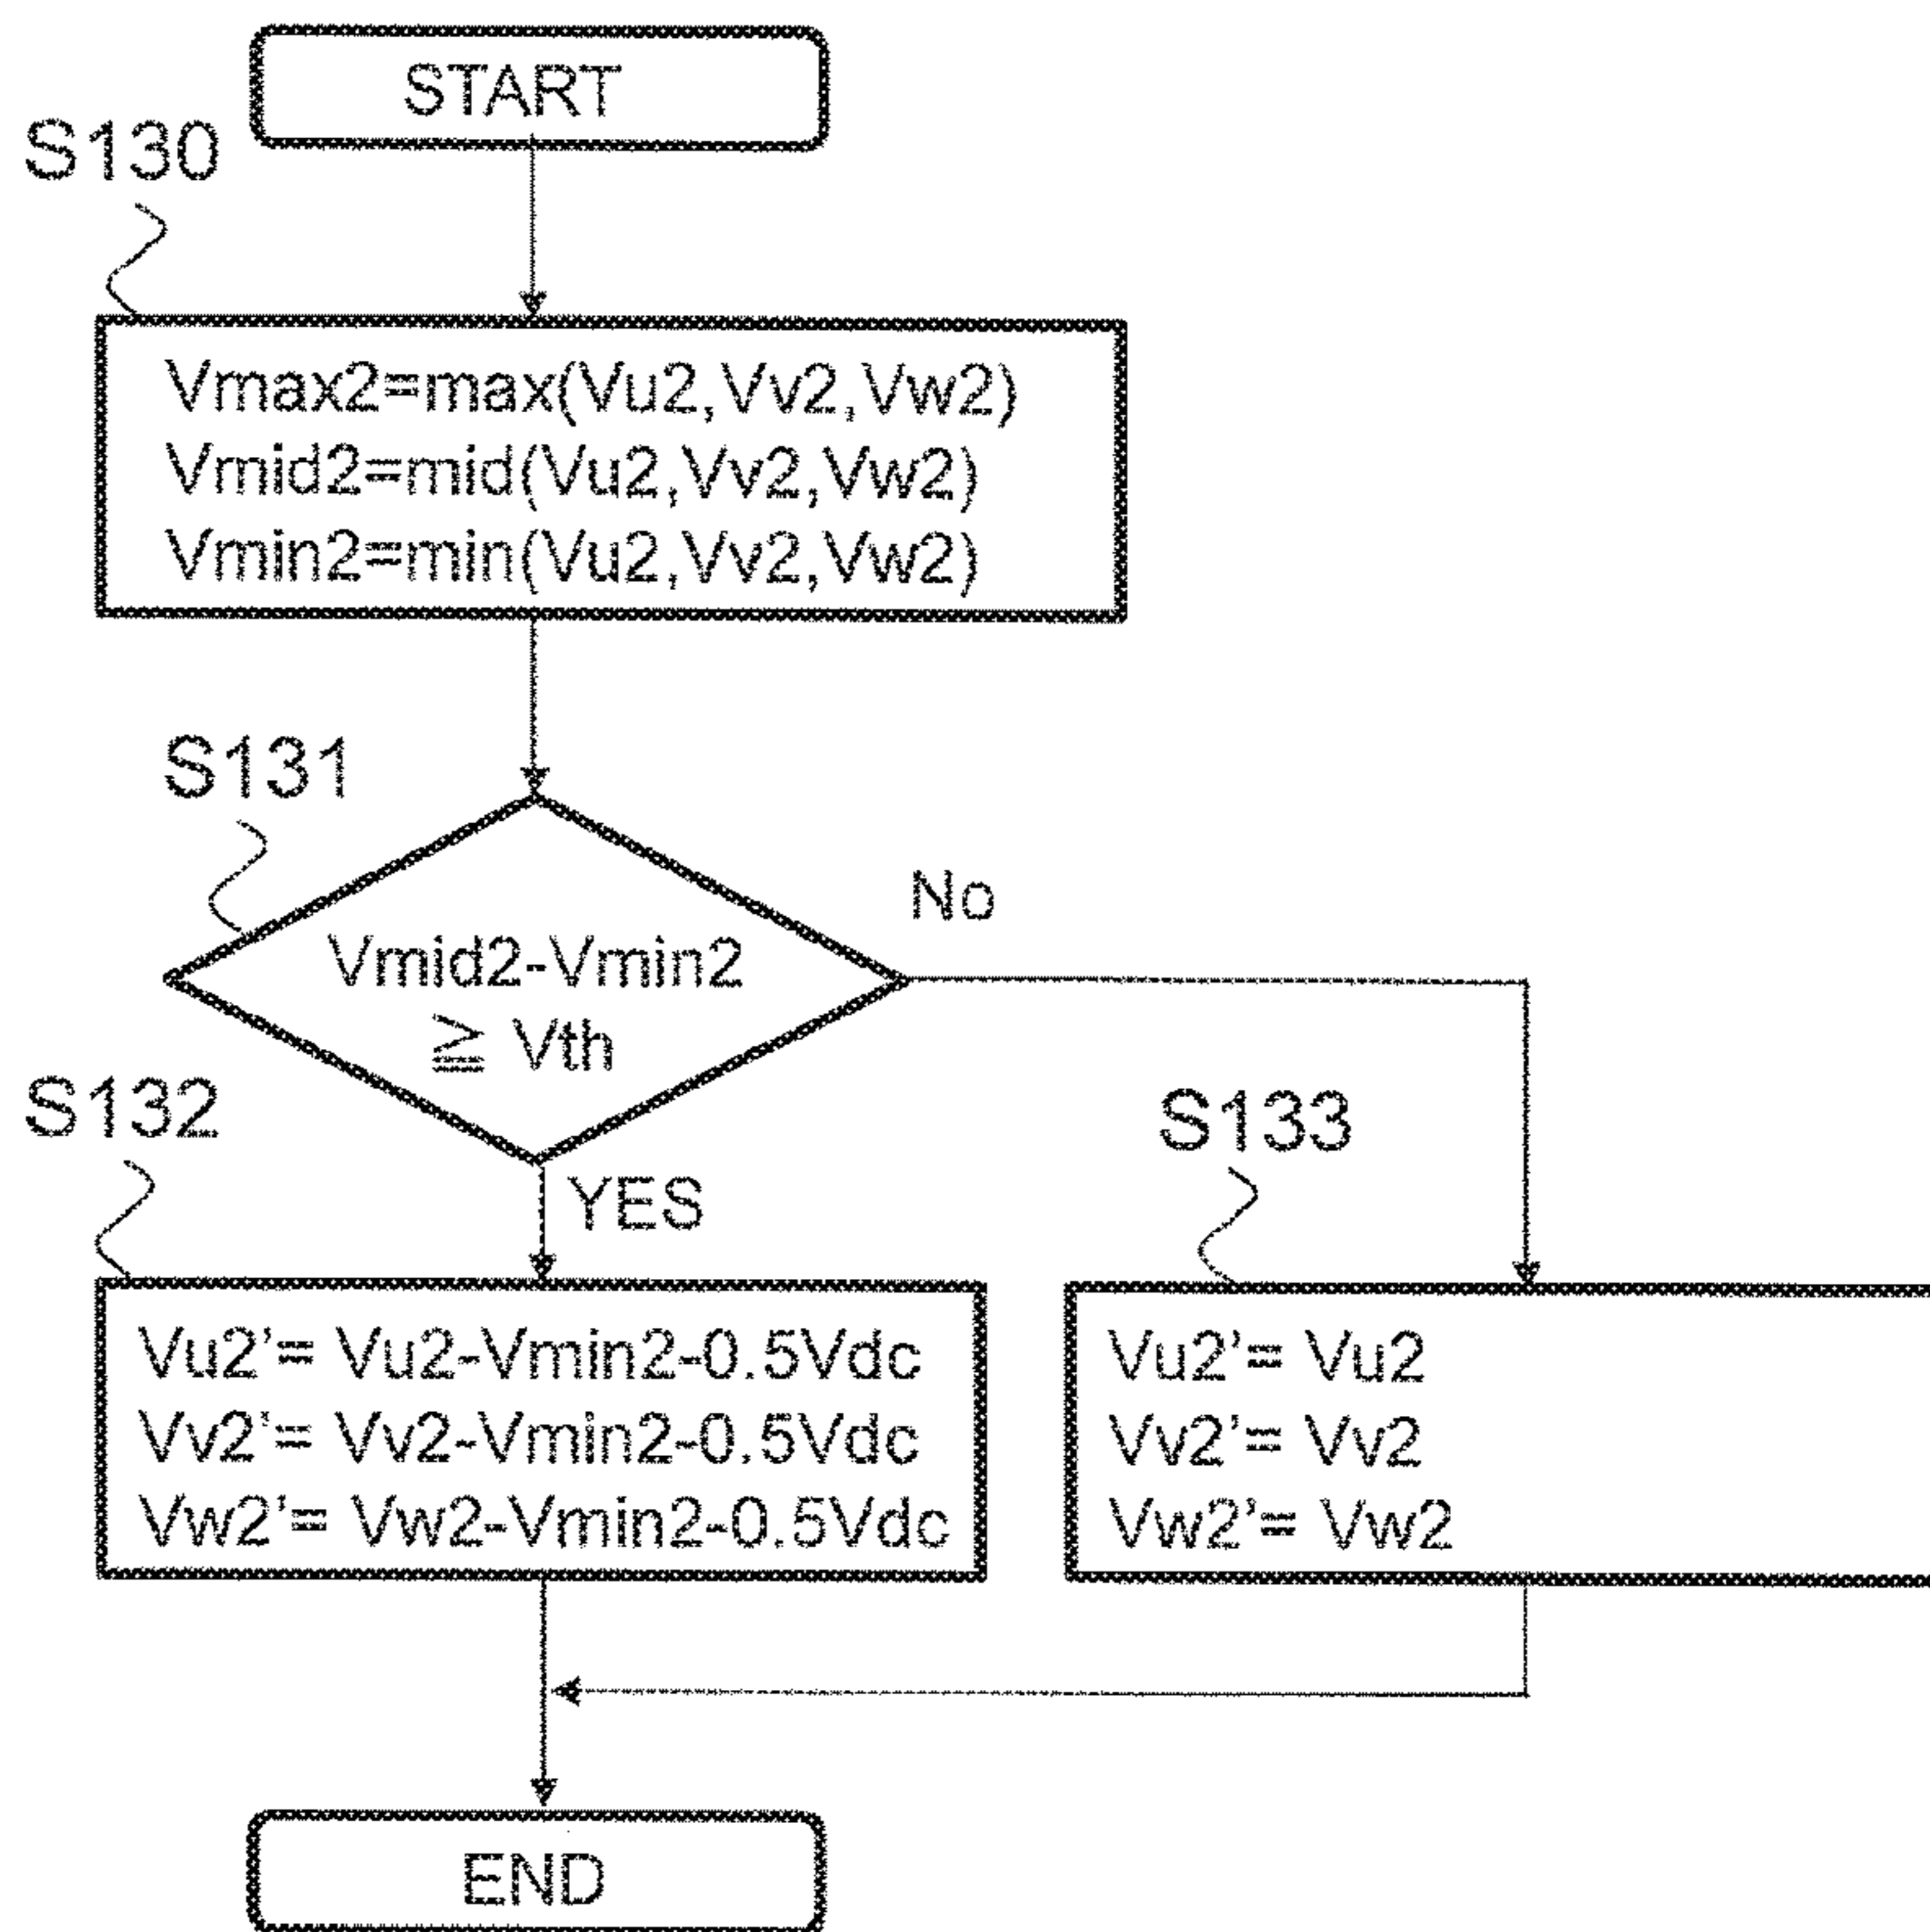 START
S130
Vmax2=max(Vu2,Vv2,Vw2)
Vmid2=mid(Vu2,Vv2,Vw2)
Vmin2=min(Vu2,Vv2,Vw2)
S131
No
Vmid2-Vmin2
≧ Vth
S132
S133
YES
Vu2’= Vu2-Vmin2-0.5Vdc
Vv2’= Vv2-Vmin2-0.5Vdc
Vw2’= Vw2-Vmin2-0.5Vdc
Vu2’= Vu2
Vv2’= Vv2
Vw2’= Vw2
END